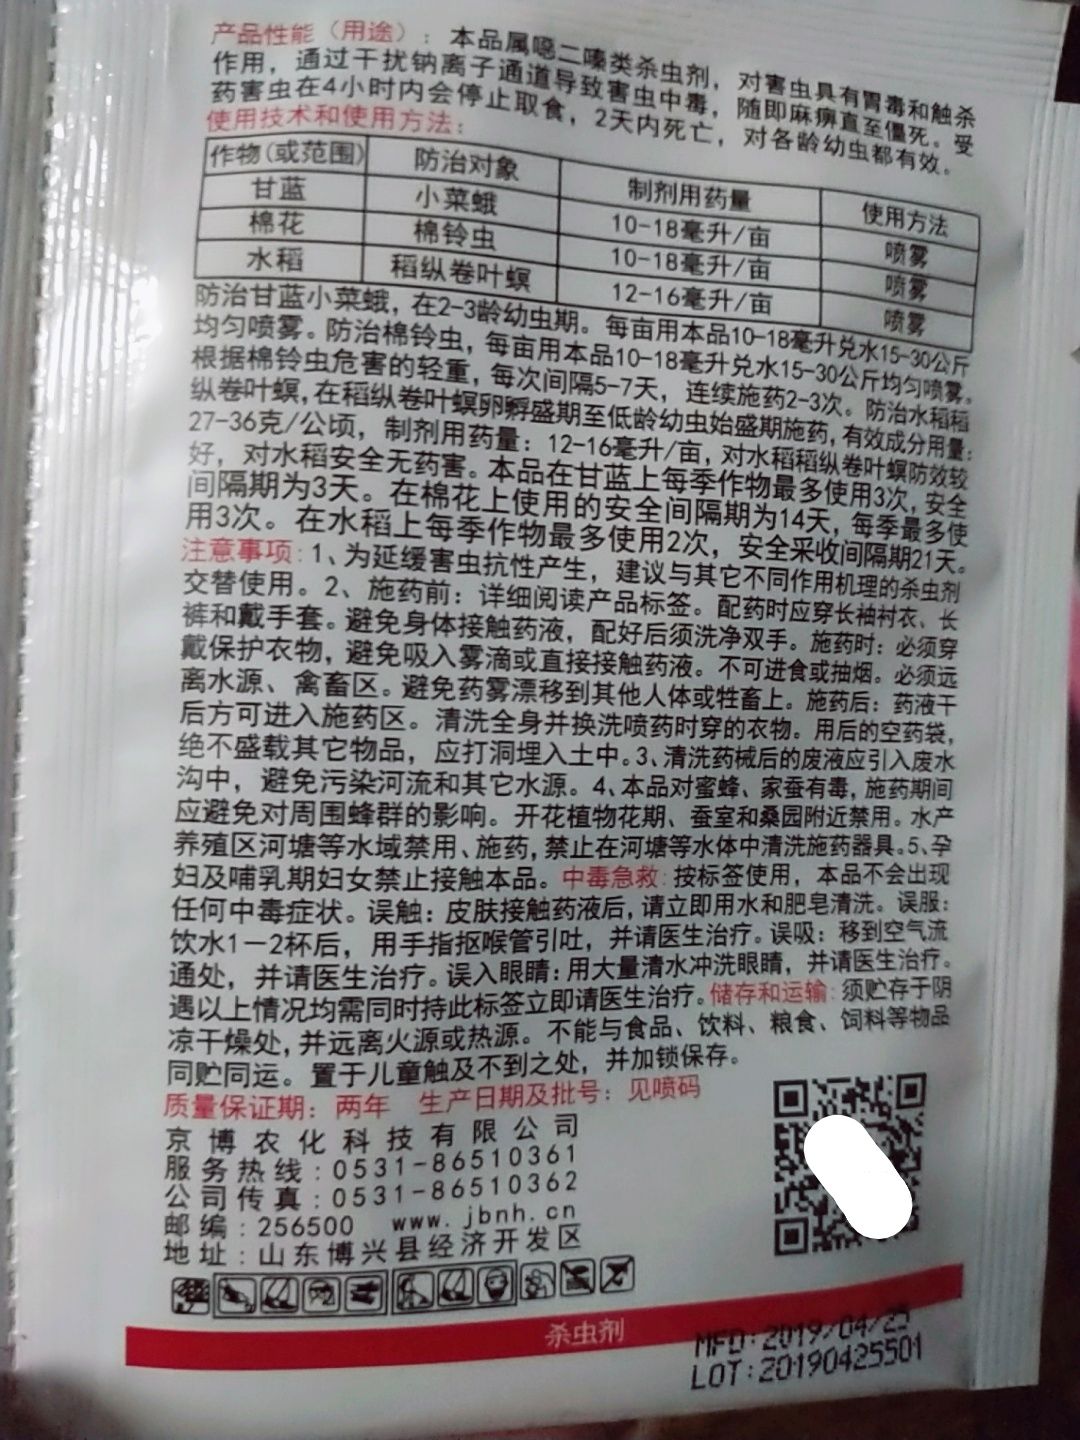 产品性能（用途）：本品属噁二嗪类杀虫剂，对害虫具有胃毒和触杀
作用，通过干扰钠离子通道导致害虫中毒，随即麻痹直至僵死。受
药害虫在4小时内会停止取食，2天内死亡，对各龄幼虫都有效。
使用技术和使用方法：
作物(或范围) 防治对象 制剂用药量 使用方法
甘蓝 小菜蛾 10-18毫升/亩 喷雾
棉花 棉铃虫 10-18毫升/亩 喷雾
水稻 稻纵卷叶螟 12-16毫升/亩 喷雾
防治甘蓝小菜蛾，在2-3龄幼虫期。每亩用本品10-18毫升兑水15-30公斤
均匀喷雾。防治棉铃虫，每亩用本品10-18毫升兑水15-30公斤均匀喷雾。
根据棉铃虫危害的轻重，每次间隔5-7天，连续施药2-3次。防治水稻稻
纵卷叶螟，在稻纵卷叶螟卵孵盛期至低龄幼虫始盛期施药，有效成分用量：
27-36克/公顷，制剂用药量：12-16毫升/亩，对水稻稻纵卷叶螟防效较
好，对水稻安全无药害。本品在甘蓝上每季作物最多使用3次，安全
间隔期为3天。在棉花上使用的安全间隔期为14天，每季最多使
用3次。在水稻上每季作物最多使用2次，安全采收间隔期21天。
注意事项：1、为延缓害虫抗性产生，建议与其它不同作用机理的杀虫剂
交替使用。2、施药前：详细阅读产品标签。配药时应穿长袖衬衣、长
裤和戴手套。避免身体接触药液，配好后须洗净双手。施药时：必须穿
戴保护衣物，避免吸入雾滴或直接接触药液。不可进食或抽烟。必须远
离水源、禽畜区。避免药雾漂移到其他人体或牲畜上。施药后：药液干
后方可进入施药区。清洗全身并换洗喷药时穿的衣物。用后的空药袋，
绝不盛载其它物品，应打洞埋入土中。3、清洗药械后的废液应引入废水
沟中，避免污染河流和其它水源。4、本品对蜜蜂、家蚕有毒，施药期间
应避免对周围蜂群的影响。开花植物花期、蚕室和桑园附近禁用。水产
养殖区河塘等水域禁用、施药，禁止在河塘等水体中清洗施药器具。5、孕
妇及哺乳期妇女禁止接触本品。中毒急救：按标签使用，本品不会出现
任何中毒症状。误触：皮肤接触药液后，请立即用水和肥皂清洗。误服：
饮水1－2杯后，用手指抠喉管引吐，并请医生治疗。误吸：移到空气流
通处，并请医生治疗。误入眼睛：用大量清水冲洗眼睛，并请医生治疗。
遇以上情况均需同时持此标签立即请医生治疗。储存和运输：须贮存于阴
凉干燥处，并远离火源或热源。不能与食品、饮料、粮食、饲料等物品
同贮同运。置于儿童触及不到之处，并加锁保存。
质量保证期：两年 生产日期及批号：见喷码
京博农化科技有限公司
服务热线：0531-86510361
公司传真：0531-86510362
邮编：256500 www.jbnh.cn
地址：山东博兴县经济开发区
杀虫剂
MFD:2019/04/25
LOT:20190425501